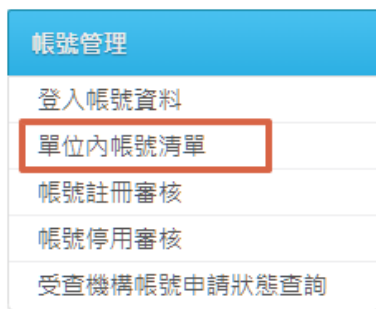 帳號管理
登入帳號資料
單位內帳號清單
帳號註冊審核
帳號停用審核
受查機構帳號申請狀態查詢